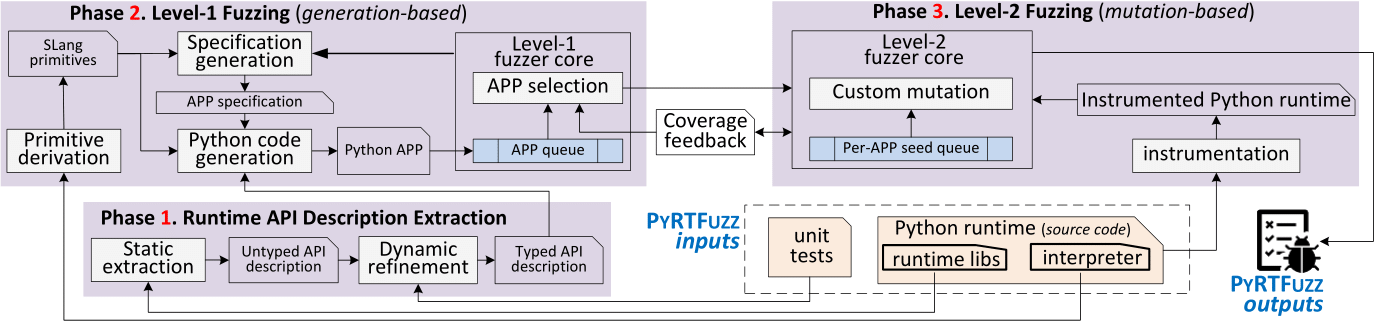 Phase 2. Level-1 Fuzzing (generation-based)
SLang
primitives
Specification
generation
Level-1
fuzzer core
APP selection
APP specification
Primitive
derivation
Python code
generation
Python APP
APP queue
Coverage
feedback
Phase 3. Level-2 Fuzzing (mutation-based)
Level-2
fuzzer core
Custom mutation
Per-APP seed queue
Instrumented Python runtime
instrumentation
Phase 1. Runtime API Description Extraction
Static
extraction
Untyped API
description
Dynamic
refinement
Typed API
description
PYRTFUZZ
inputs
unit
tests
Python runtime (source code)
runtime libs
interpreter
PYRTFUZZ
outputs